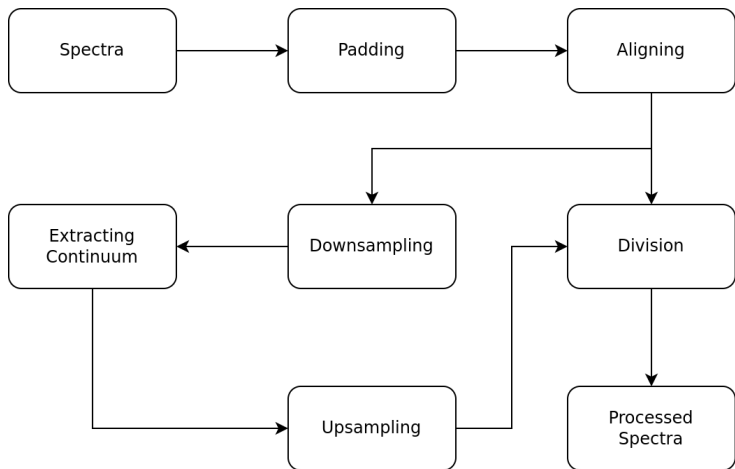 Spectra
Padding
Aligning
Extracting
Continuum
Downsampling
Division
Upsampling
Processed
Spectra